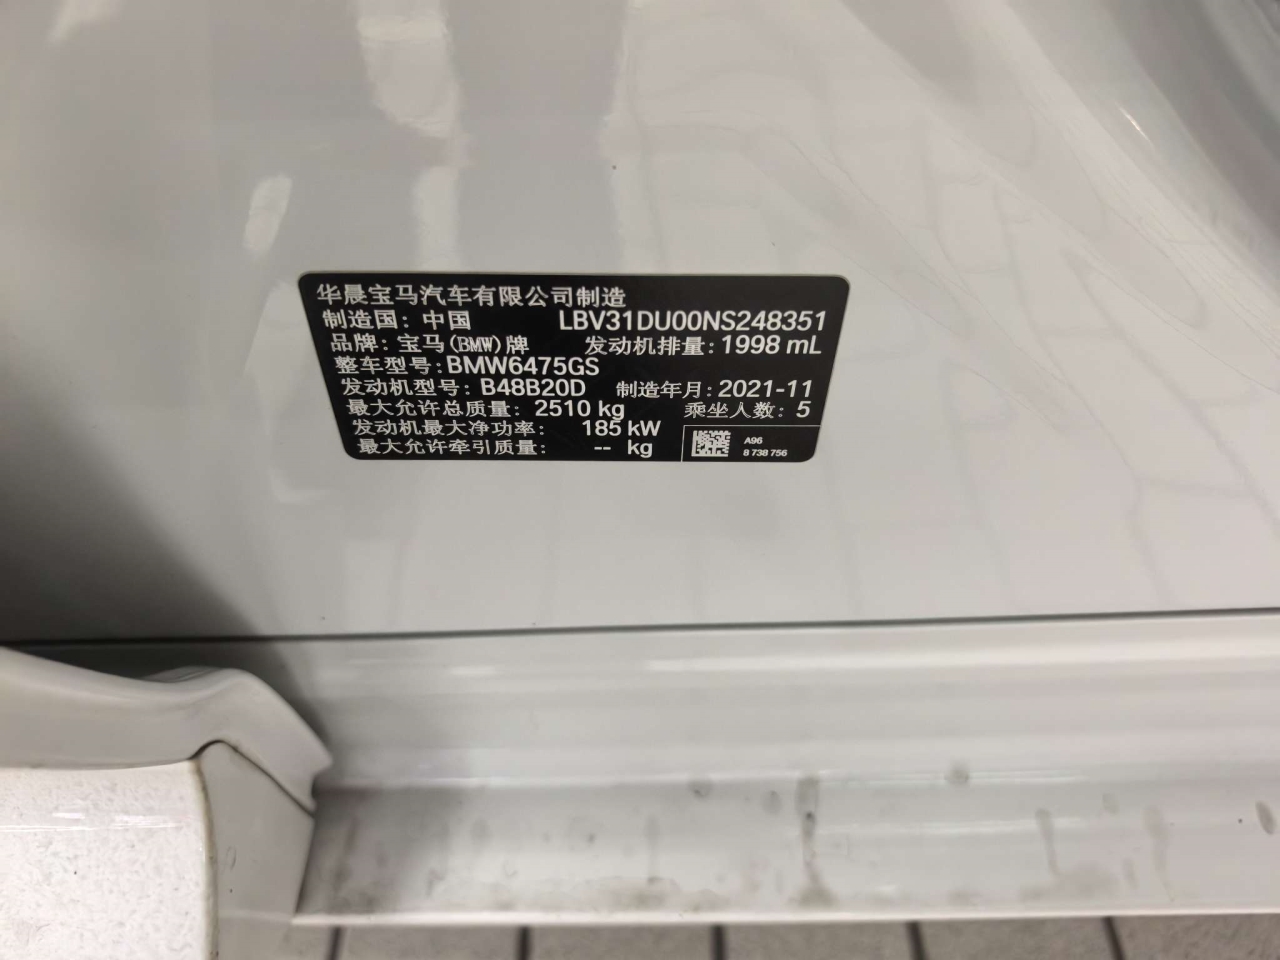 华晨宝马汽车有限公司制造
制造国：中国 LBV31DU00NS248351
品牌：宝马(BMW)牌 发动机排量：1998 mL
整车型号：BMW6475GS
发动机型号：B48B20D 制造年月：2021-11
最大允许总质量：2510 kg 乘坐人数：5
发动机最大净功率：185 kW
最大允许牵引质量：-- kg
A96
8 738 756